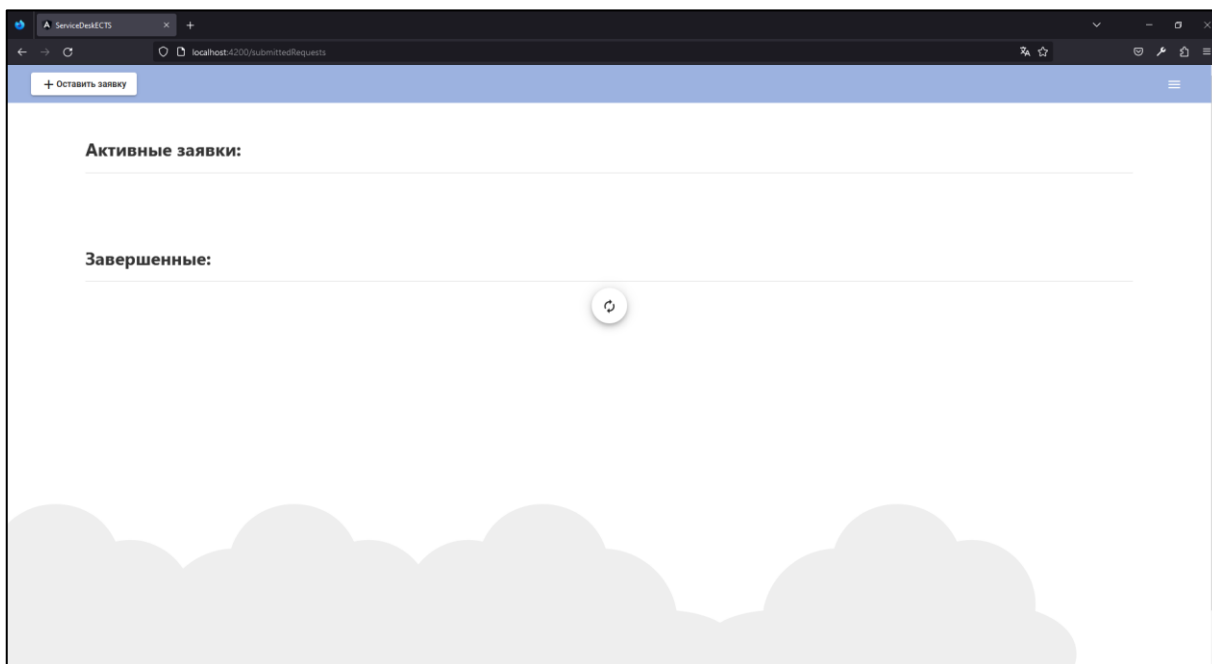 ServiceDeskECTS
localhost:4200/submittedRequests
Оставить заявку
Активные заявки:
Завершенные: